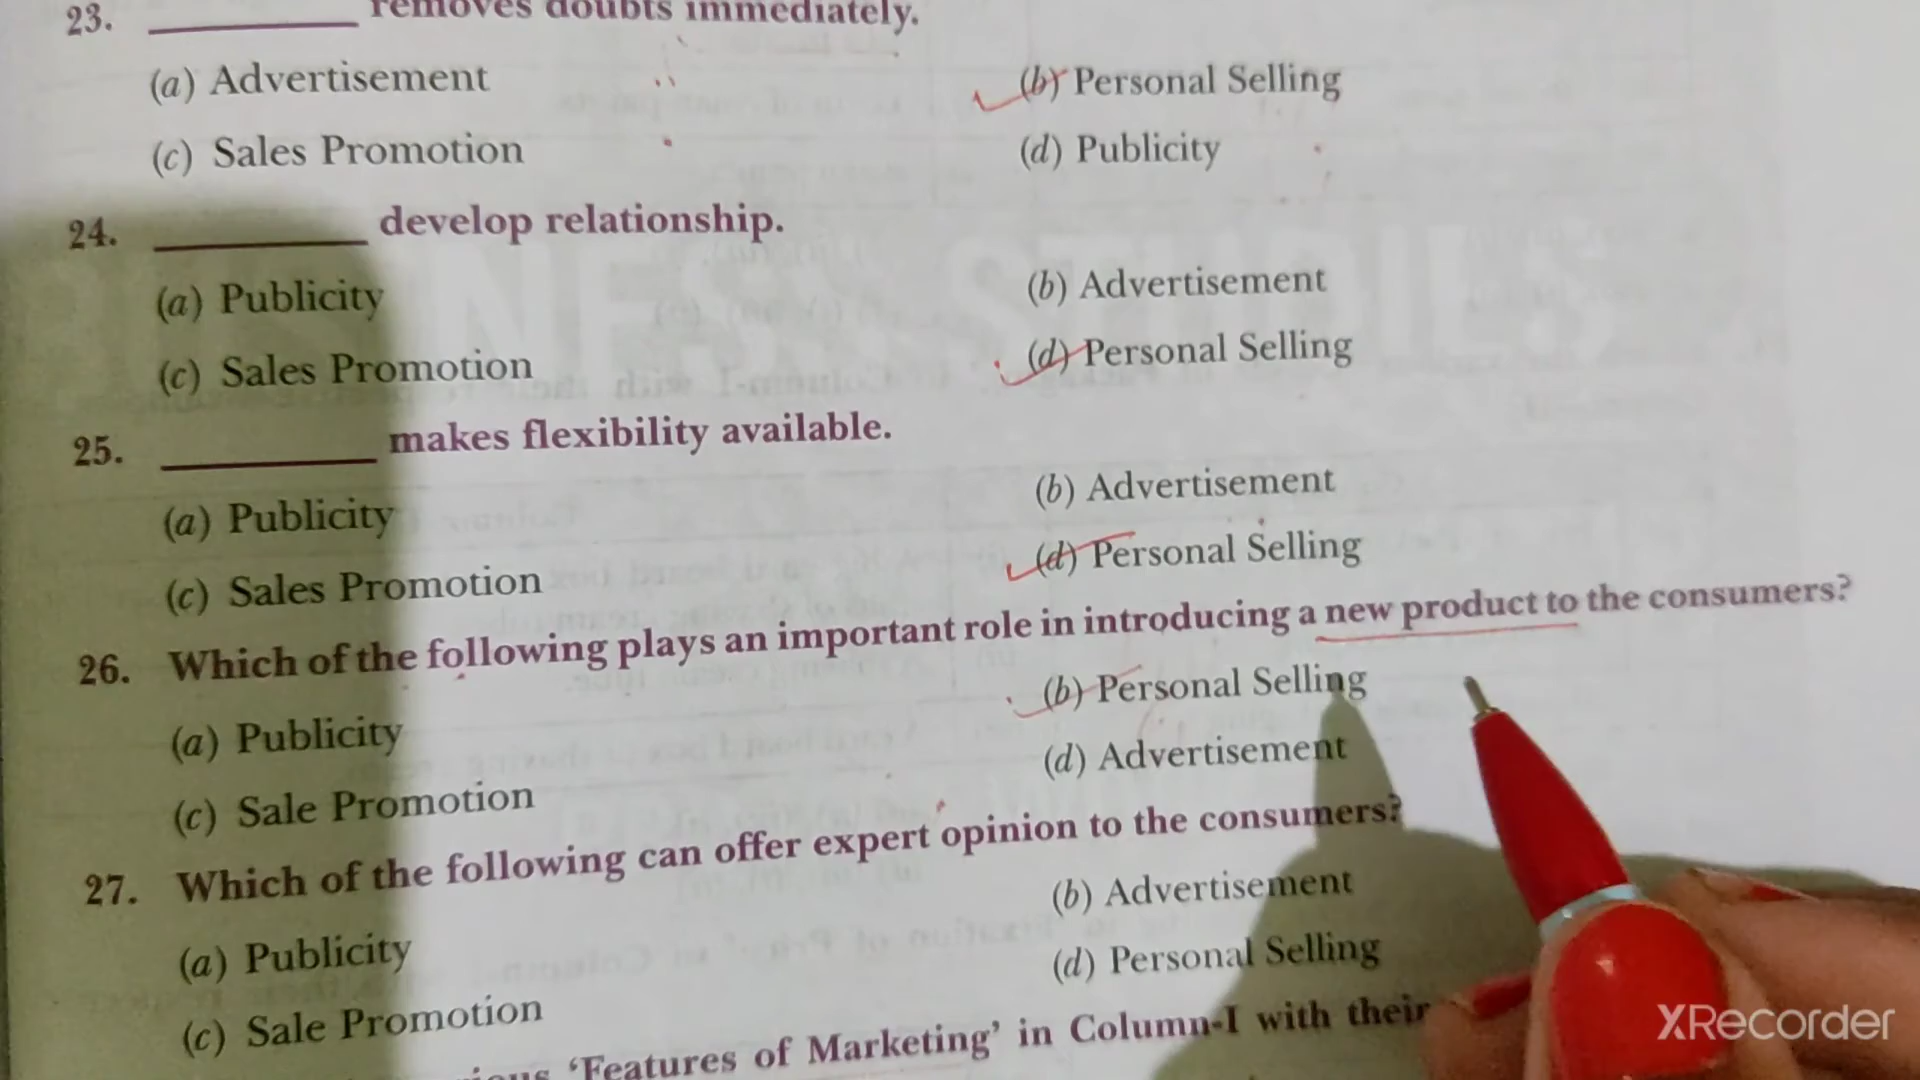 23. ________ removes doubts immediately.
(a) Advertisement (b) Personal Selling
(c) Sales Promotion (d) Publicity
24. ________ develop relationship.
(a) Publicity (b) Advertisement
(c) Sales Promotion (d) Personal Selling
25. ________ makes flexibility available.
(a) Publicity (b) Advertisement
(c) Sales Promotion (d) Personal Selling
26. Which of the following plays an important role in introducing a new product to the consumers?
(a) Publicity (b) Personal Selling
(c) Sale Promotion (d) Advertisement
27. Which of the following can offer expert opinion to the consumers?
(a) Publicity (b) Advertisement
(c) Sale Promotion (d) Personal Selling
‘Features of Marketing’ in Column-I with their
XRecorder